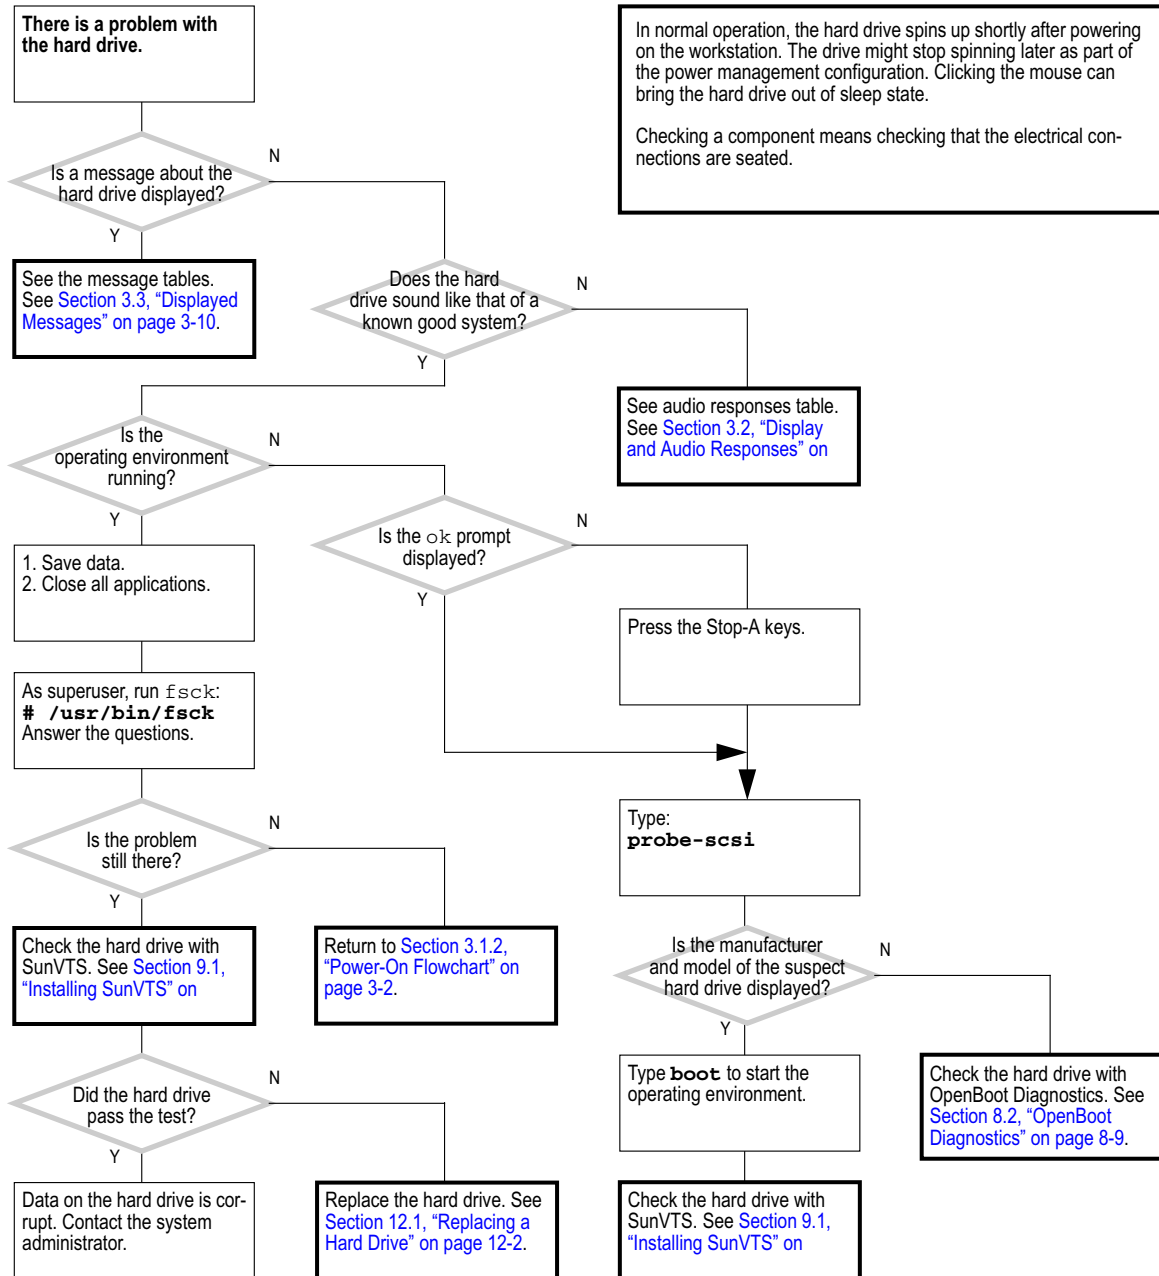 There is a problem with
the hard drive.
In normal operation, the hard drive spins up shortly after powering
on the workstation. The drive might stop spinning later as part of
the power management configuration. Clicking the mouse can
bring the hard drive out of sleep state.
Checking a component means checking that the electrical con-
nections are seated.
Is a message about the
hard drive displayed?
N
Y
See the message tables.
See Section 3.3, “Displayed
Messages” on page 3-10.
Does the hard
drive sound like that of a
known good system?
N
Y
See audio responses table.
See Section 3.2, “Display
and Audio Responses” on
Is the
operating environment
running?
N
Y
Is the ok prompt
displayed?
N
Y
1. Save data.
2. Close all applications.
Press the Stop-A keys.
As superuser, run fsck:
# /usr/bin/fsck
Answer the questions.
Is the problem
still there?
N
Y
Type:
probe-scsi
Check the hard drive with
SunVTS. See Section 9.1,
“Installing SunVTS” on
Return to Section 3.1.2,
“Power-On Flowchart” on
page 3-2.
Is the manufacturer
and model of the suspect
hard drive displayed?
N
Y
Did the hard drive
pass the test?
N
Y
Type boot to start the
operating environment.
Check the hard drive with
OpenBoot Diagnostics. See
Section 8.2, “OpenBoot
Diagnostics” on page 8-9.
Data on the hard drive is cor-
rupt. Contact the system
administrator.
Replace the hard drive. See
Section 12.1, “Replacing a
Hard Drive” on page 12-2.
Check the hard drive with
SunVTS. See Section 9.1,
“Installing SunVTS” on